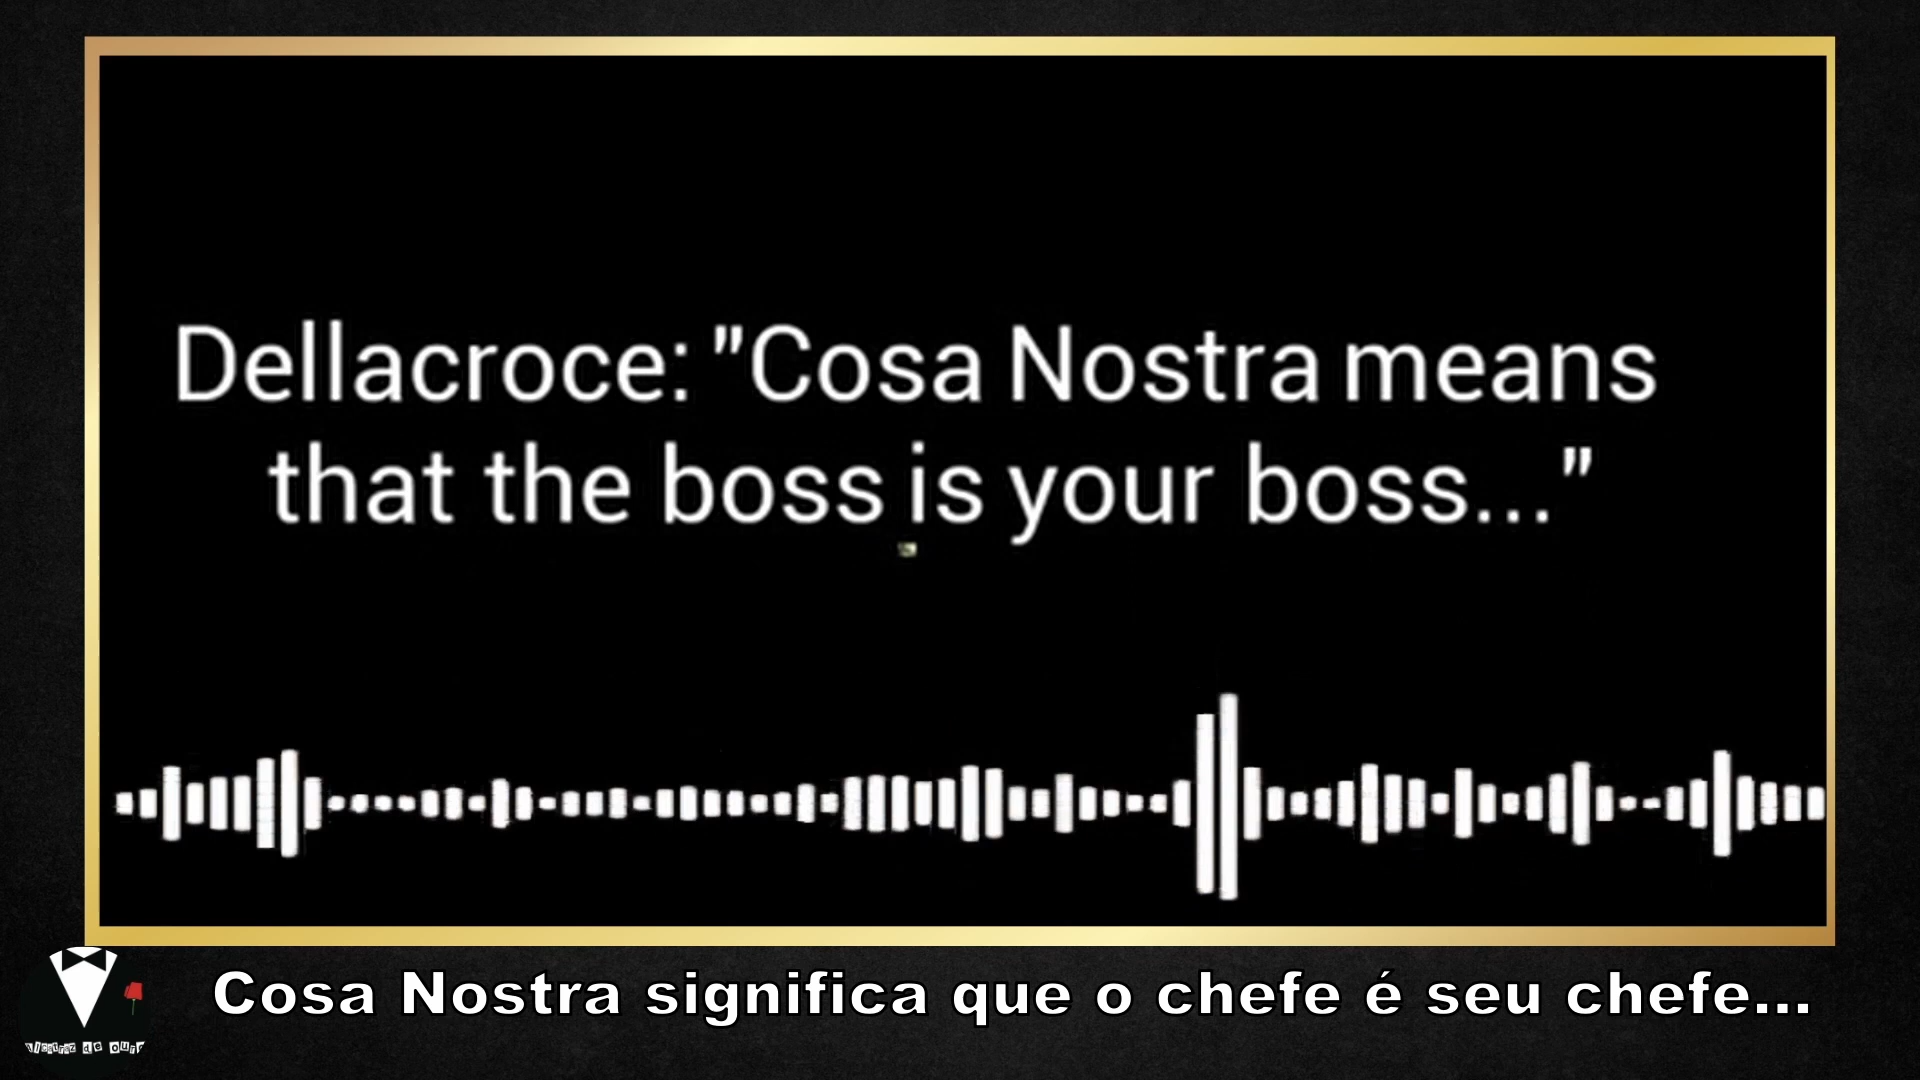 Dellacroce: "Cosa Nostra means
that the boss is your boss..."
Cosa Nostra significa que o chefe é seu chefe...